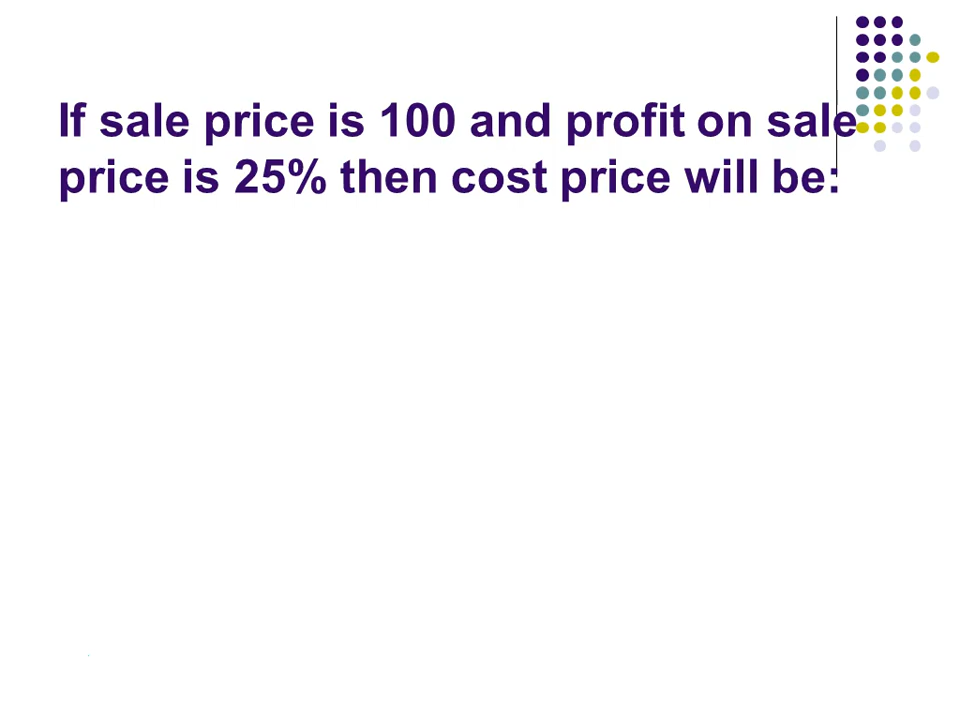 If sale price is 100 and profit on sale
price is 25% then cost price will be: